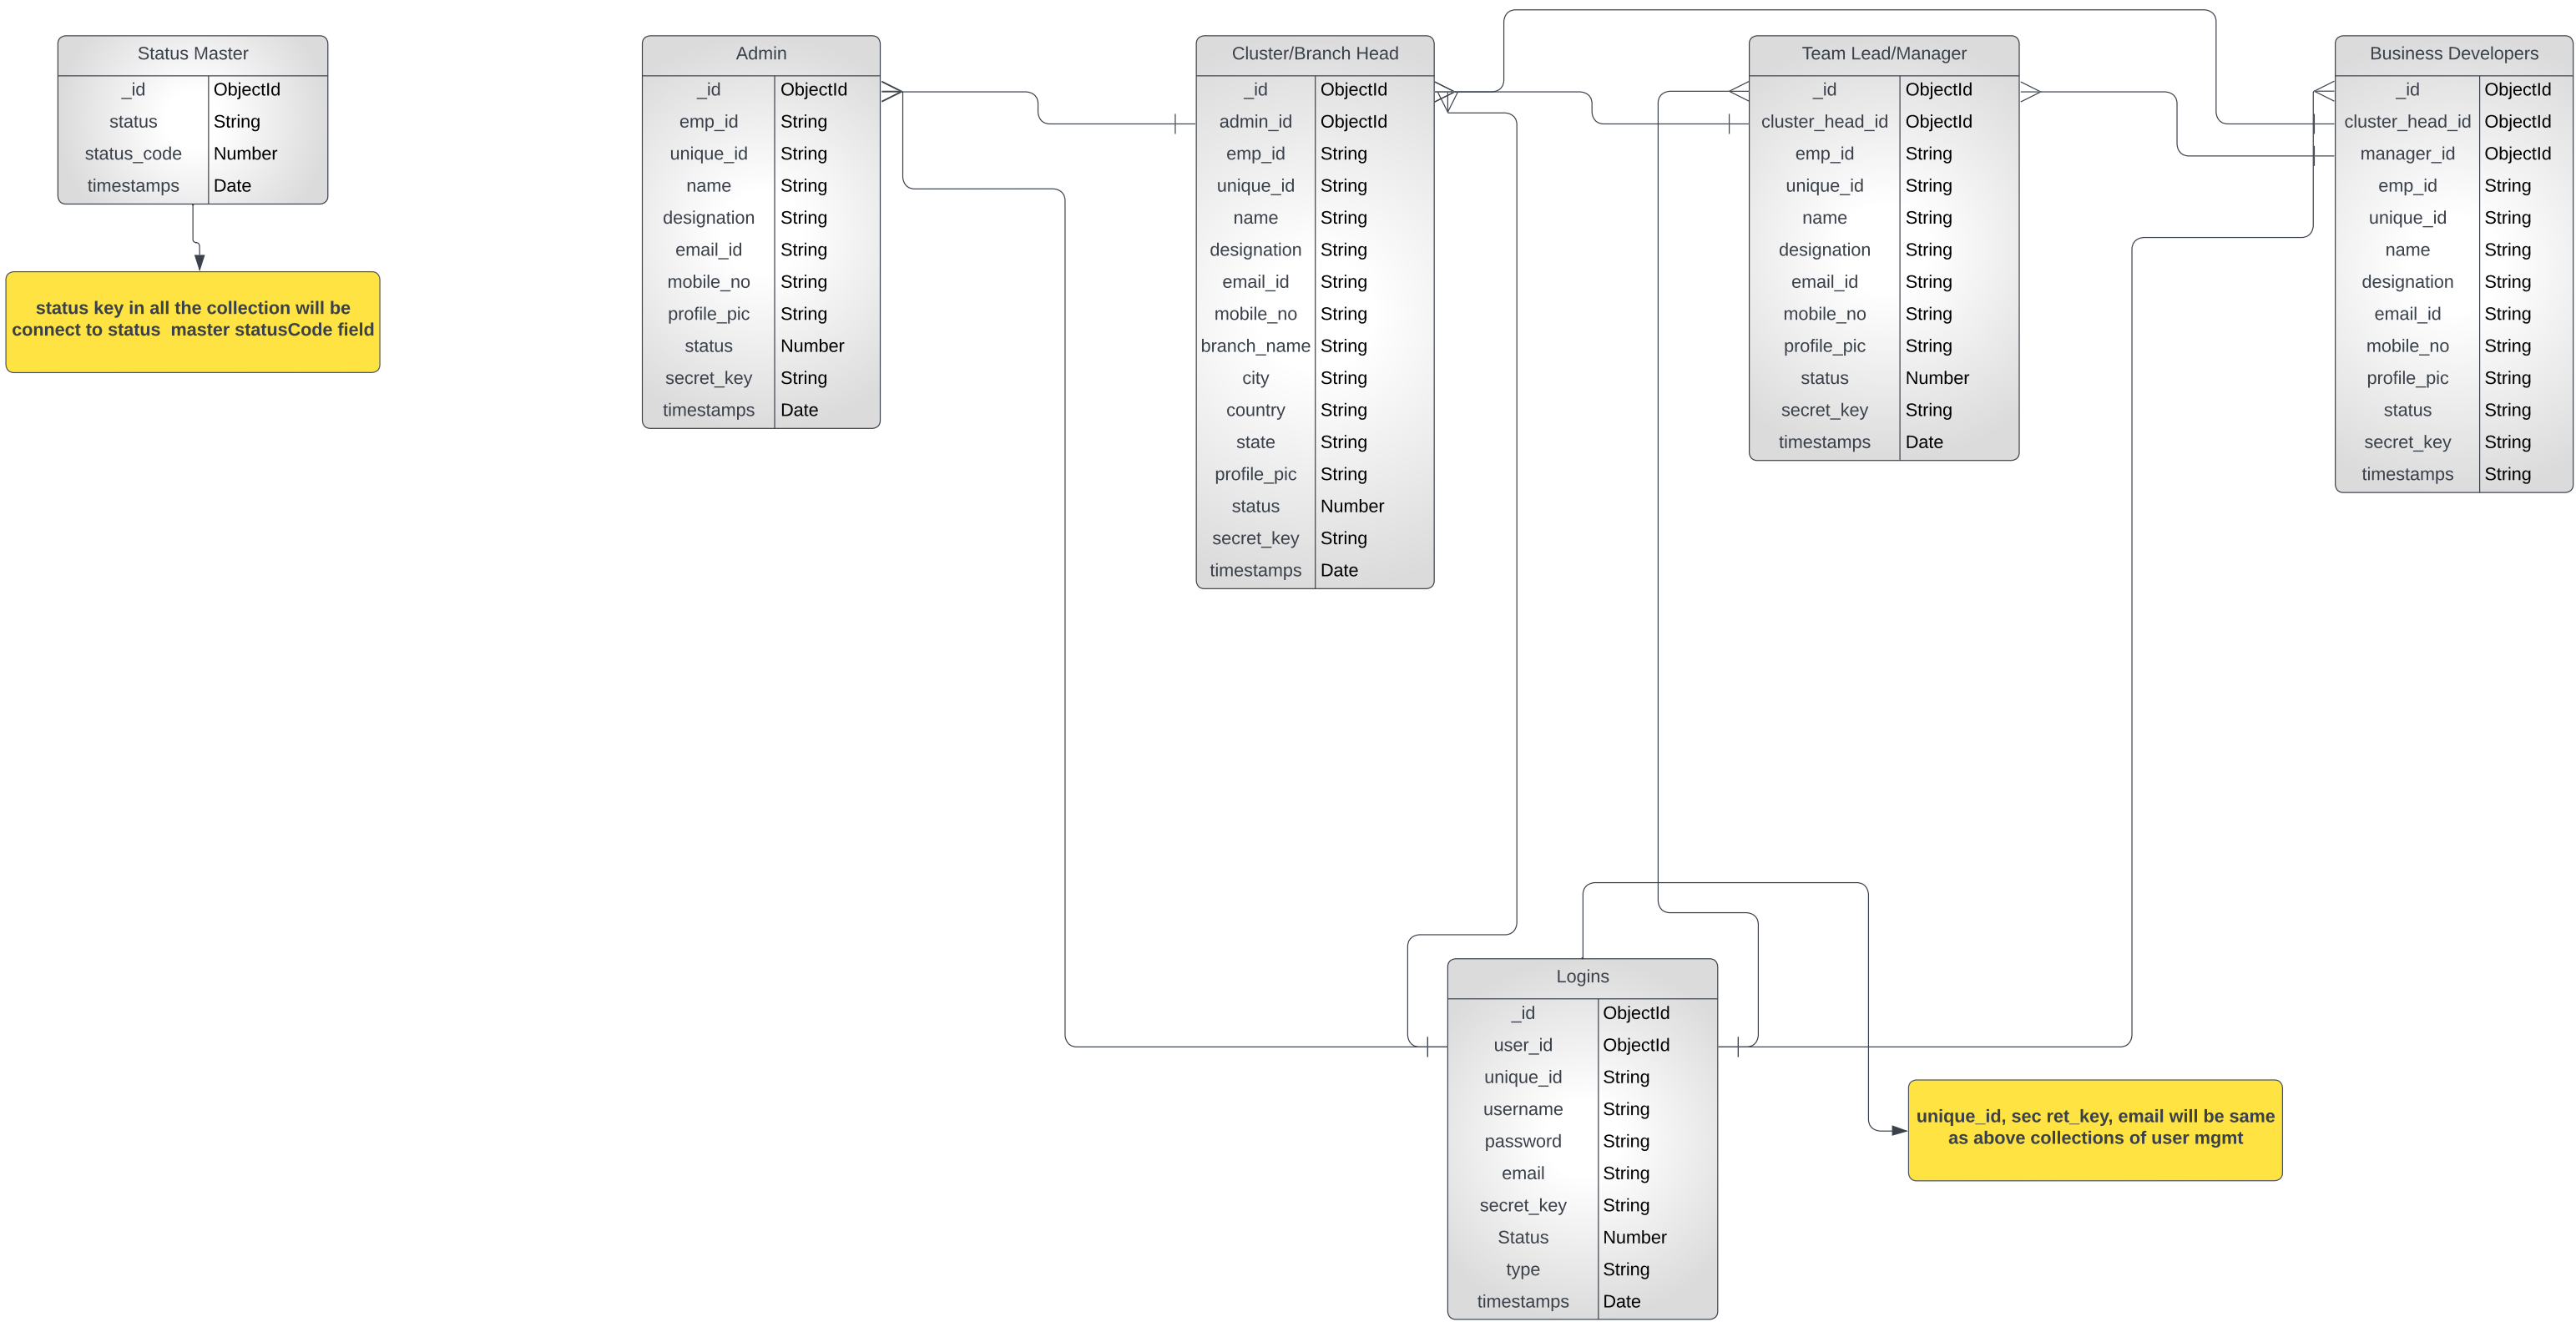 Status Master
_id ObjectId
status String
status_code Number
timestamps Date
status key in all the collection will be
connect to status  master statusCode field
Admin
_id ObjectId
emp_id String
unique_id String
name String
designation String
email_id String
mobile_no String
profile_pic String
status Number
secret_key String
timestamps Date
Cluster/Branch Head
_id ObjectId
admin_id ObjectId
emp_id String
unique_id String
name String
designation String
email_id String
mobile_no String
branch_name String
city String
country String
state String
profile_pic String
status Number
secret_key String
timestamps Date
Team Lead/Manager
_id ObjectId
cluster_head_id ObjectId
emp_id String
unique_id String
name String
designation String
email_id String
mobile_no String
profile_pic String
status Number
secret_key String
timestamps Date
Business Developers
_id ObjectId
cluster_head_id ObjectId
manager_id ObjectId
emp_id String
unique_id String
name String
designation String
email_id String
mobile_no String
profile_pic String
status String
secret_key String
timestamps String
Logins
_id ObjectId
user_id ObjectId
unique_id String
username String
password String
email String
secret_key String
Status Number
type String
timestamps Date
unique_id, sec ret_key, email will be same
as above collections of user mgmt